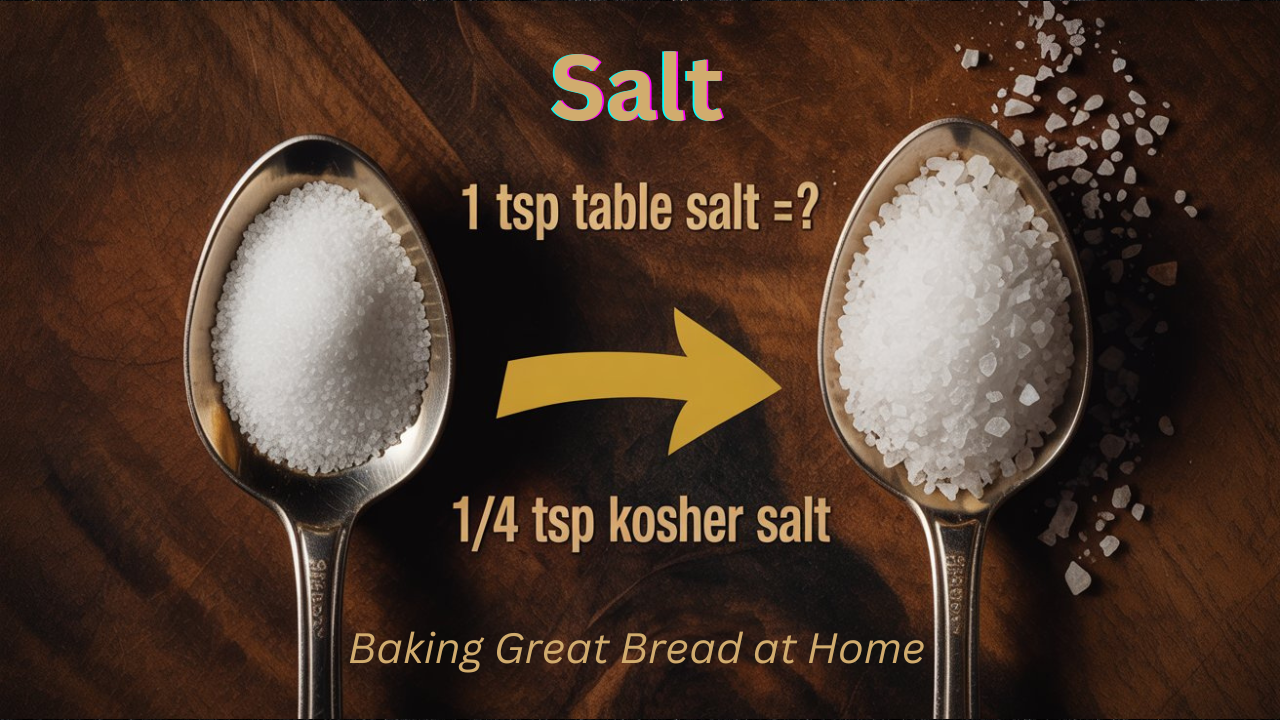 Salt
1 tsp table salt =?
1/4 tsp kosher salt
Baking Great Bread at Home